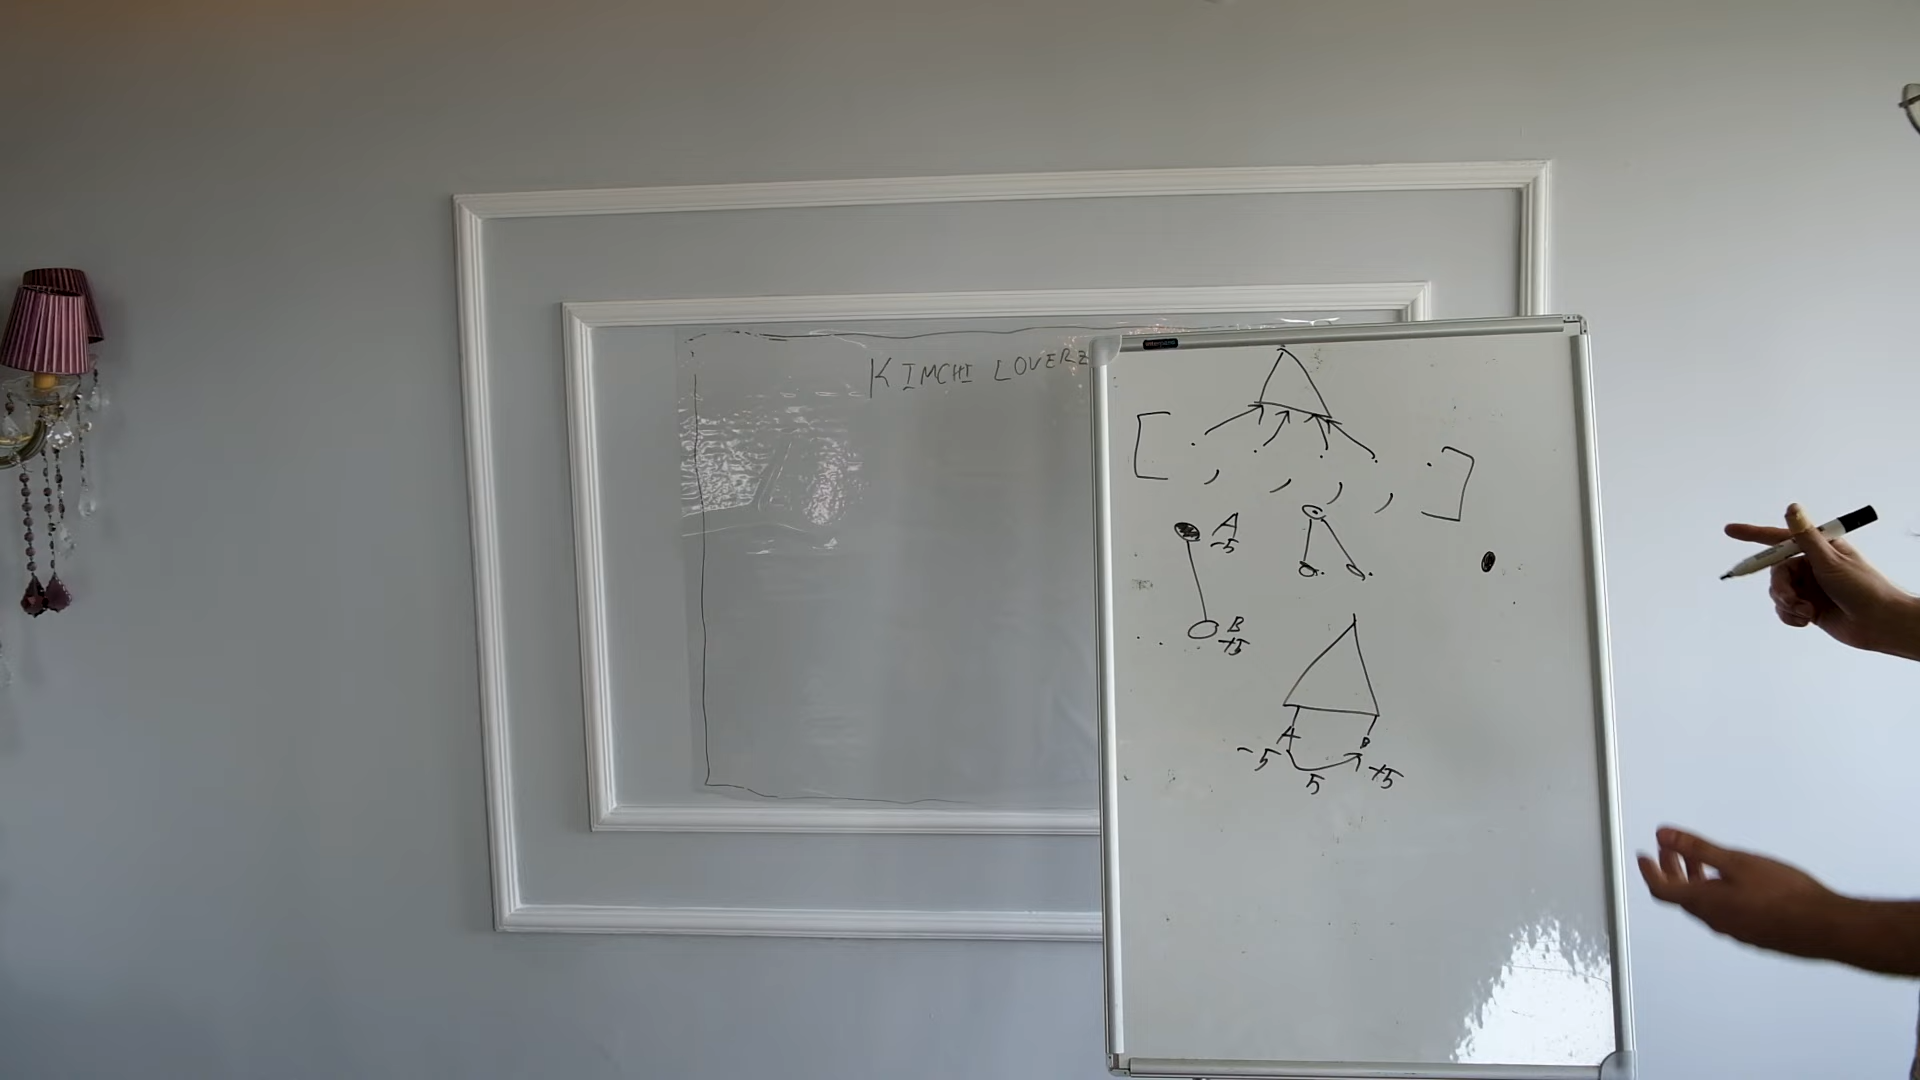 KIMCHI LOVERZ
[ , , , , ]
A
-5
B
+5
A B
-5 +5
5